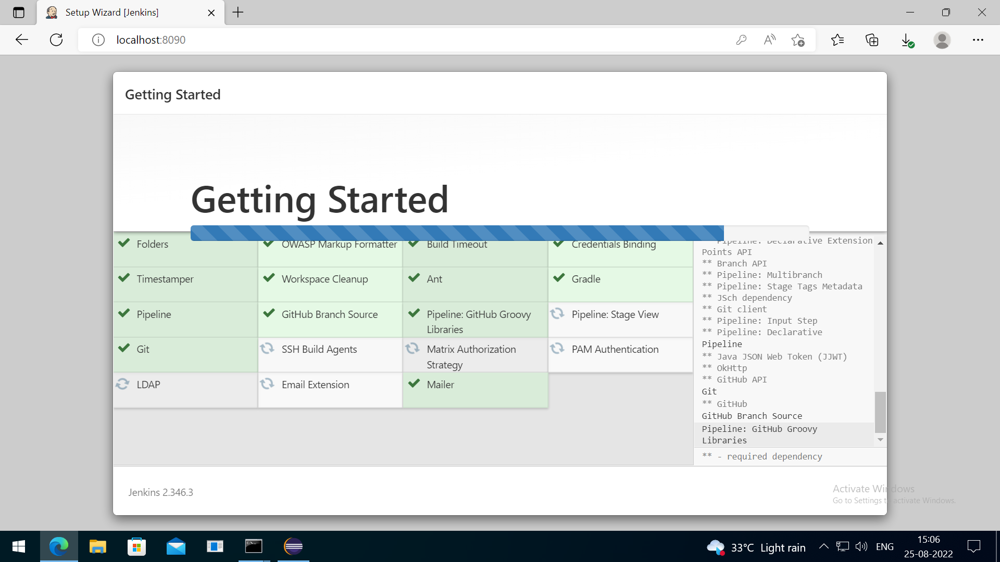 Setup Wizard [Jenkins]
localhost:8090
Getting Started
Getting Started
Folders
OWASP Markup Formatter
Build Timeout
Credentials Binding
Timestamper
Workspace Cleanup
Ant
Gradle
Pipeline
GitHub Branch Source
Pipeline: GitHub Groovy
Libraries
Pipeline: Stage View
Git
SSH Build Agents
Matrix Authorization
Strategy
PAM Authentication
LDAP
Email Extension
Mailer
Pipeline: Declarative Extension
Points API
** Branch API
** Pipeline: Multibranch
** Pipeline: Stage Tags Metadata
** JSch dependency
** Git client
** Pipeline: Input Step
** Pipeline: Declarative
Pipeline
** Java JSON Web Token (JJWT)
** OkHttp
** GitHub API
Git
** GitHub
GitHub Branch Source
Pipeline: GitHub Groovy
Libraries
** - required dependency
Jenkins 2.346.3
Activate Windows
Go to Settings to activate Windows.
33°C Light rain
ENG
15:06
25-08-2022